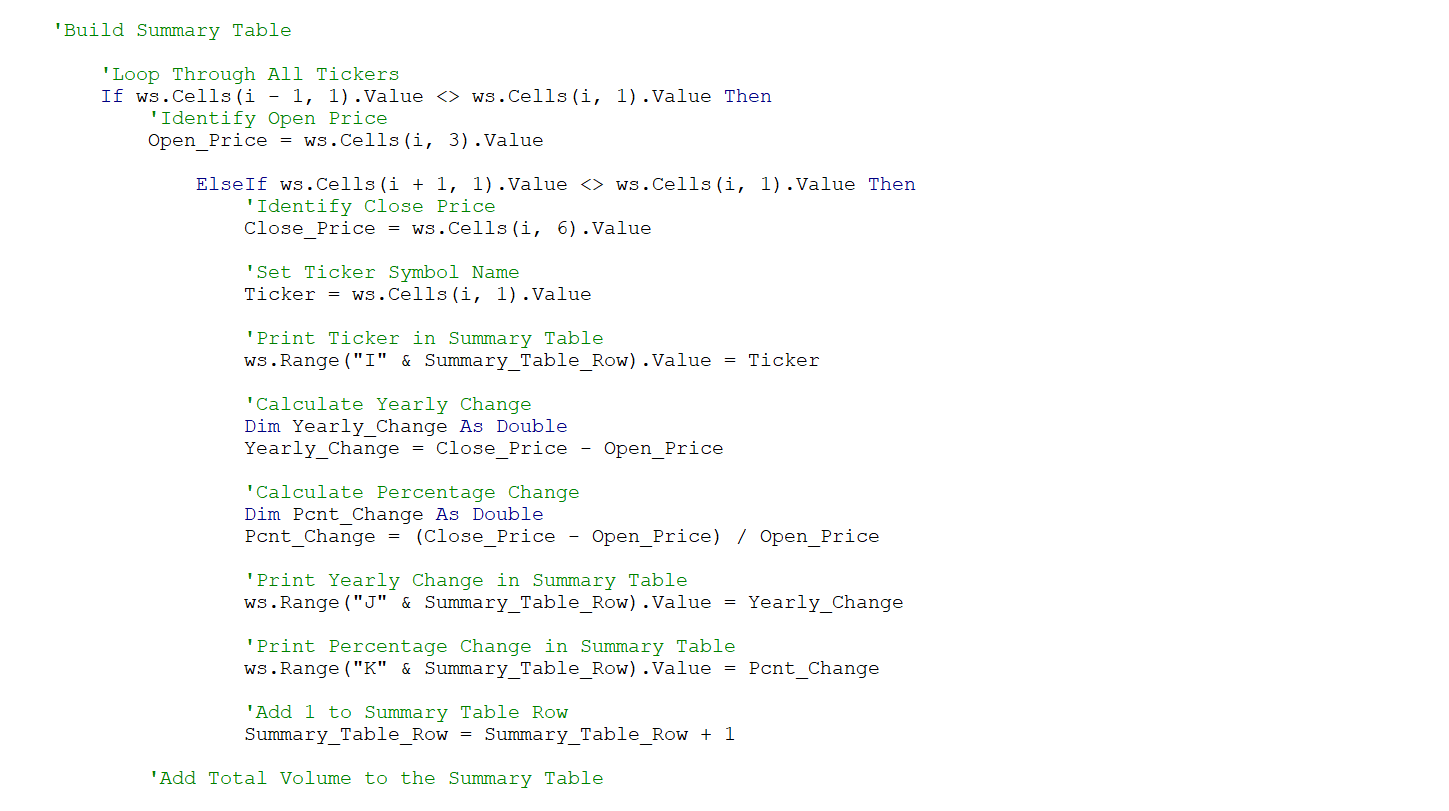 'Build Summary Table
'Loop Through All Tickers
If ws.Cells(i - 1, 1).Value <> ws.Cells(i, 1).Value Then
'Identify Open Price
Open_Price = ws.Cells(i, 3).Value
ElseIf ws.Cells(i + 1, 1).Value <> ws.Cells(i, 1).Value Then
'Identify Close Price
Close_Price = ws.Cells(i, 6).Value
'Set Ticker Symbol Name
Ticker = ws.Cells(i, 1).Value
'Print Ticker in Summary Table
ws.Range("I" & Summary_Table_Row).Value = Ticker
'Calculate Yearly Change
Dim Yearly_Change As Double
Yearly_Change = Close_Price - Open_Price
'Calculate Percentage Change
Dim Pcnt_Change As Double
Pcnt_Change = (Close_Price - Open_Price) / Open_Price
'Print Yearly Change in Summary Table
ws.Range("J" & Summary_Table_Row).Value = Yearly_Change
'Print Percentage Change in Summary Table
ws.Range("K" & Summary_Table_Row).Value = Pcnt_Change
'Add 1 to Summary Table Row
Summary_Table_Row = Summary_Table_Row + 1
'Add Total Volume to the Summary Table